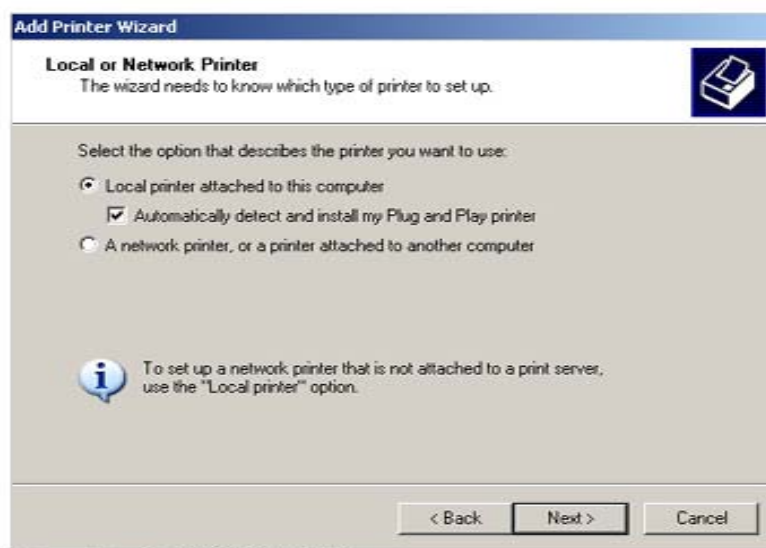 Add Printer Wizard
Local or Network Printer
The wizard needs to know which type of printer to set up.
Select the option that describes the printer you want to use:
Local printer attached to this computer
Automatically detect and install my Plug and Play printer
A network printer, or a printer attached to another computer
To set up a network printer that is not attached to a print server,
use the "Local printer" option.
< Back
Next >
Cancel